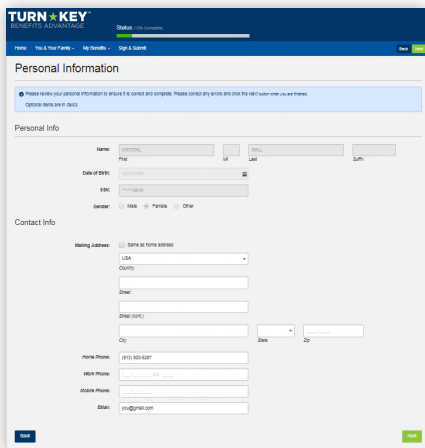 TURN★KEY
BENEFITS ADVANTAGE
Status
Home You & Your Family My Benefits Sign & Submit
Back Next
Personal Information
Please review your personal information to ensure it is correct and complete. Please correct any errors and click the NEXT button when you are finished.
Optional items are in italics
Personal Info
Name: CRYSTAL BALL
First MI Last Suffix
Date of Birth:
SSN:
Gender: Male Female Other
Contact Info
Mailing Address: Same as home address
USA
Country
Street
Street (cont.)
City State Zip
Home Phone:
Work Phone:
Mobile Phone:
EMail: you@gmail.com
Back Next